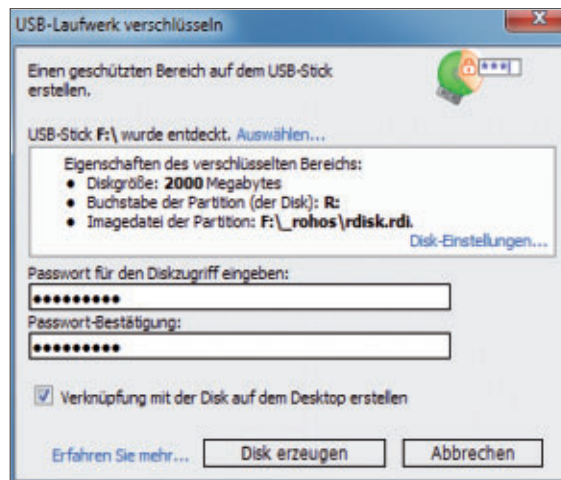 USB-Laufwerk verschlüsseln
Einen geschützten Bereich auf dem USB-Stick
erstellen.
USB-Stick F:\ wurde entdeckt. Auswählen...
Eigenschaften des verschlüsselten Bereichs:
• Diskgröße: 2000 Megabytes
• Buchstabe der Partition (der Disk): R:
• Imagedatei der Partition: F:\_rohos\rdisk.rdi.
Disk-Einstellungen...
Passwort für den Diskzugriff eingeben:
•••••••••
Passwort-Bestätigung:
•••••••••
Verknüpfung mit der Disk auf dem Desktop erstellen
Erfahren Sie mehr... Disk erzeugen Abbrechen